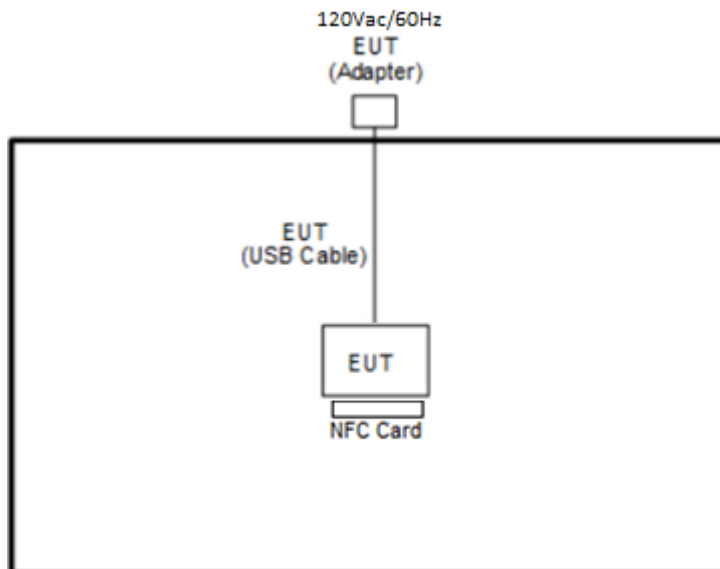 120Vac/60Hz
EUT
(Adapter)
EUT
(USB Cable)
EUT
NFC Card